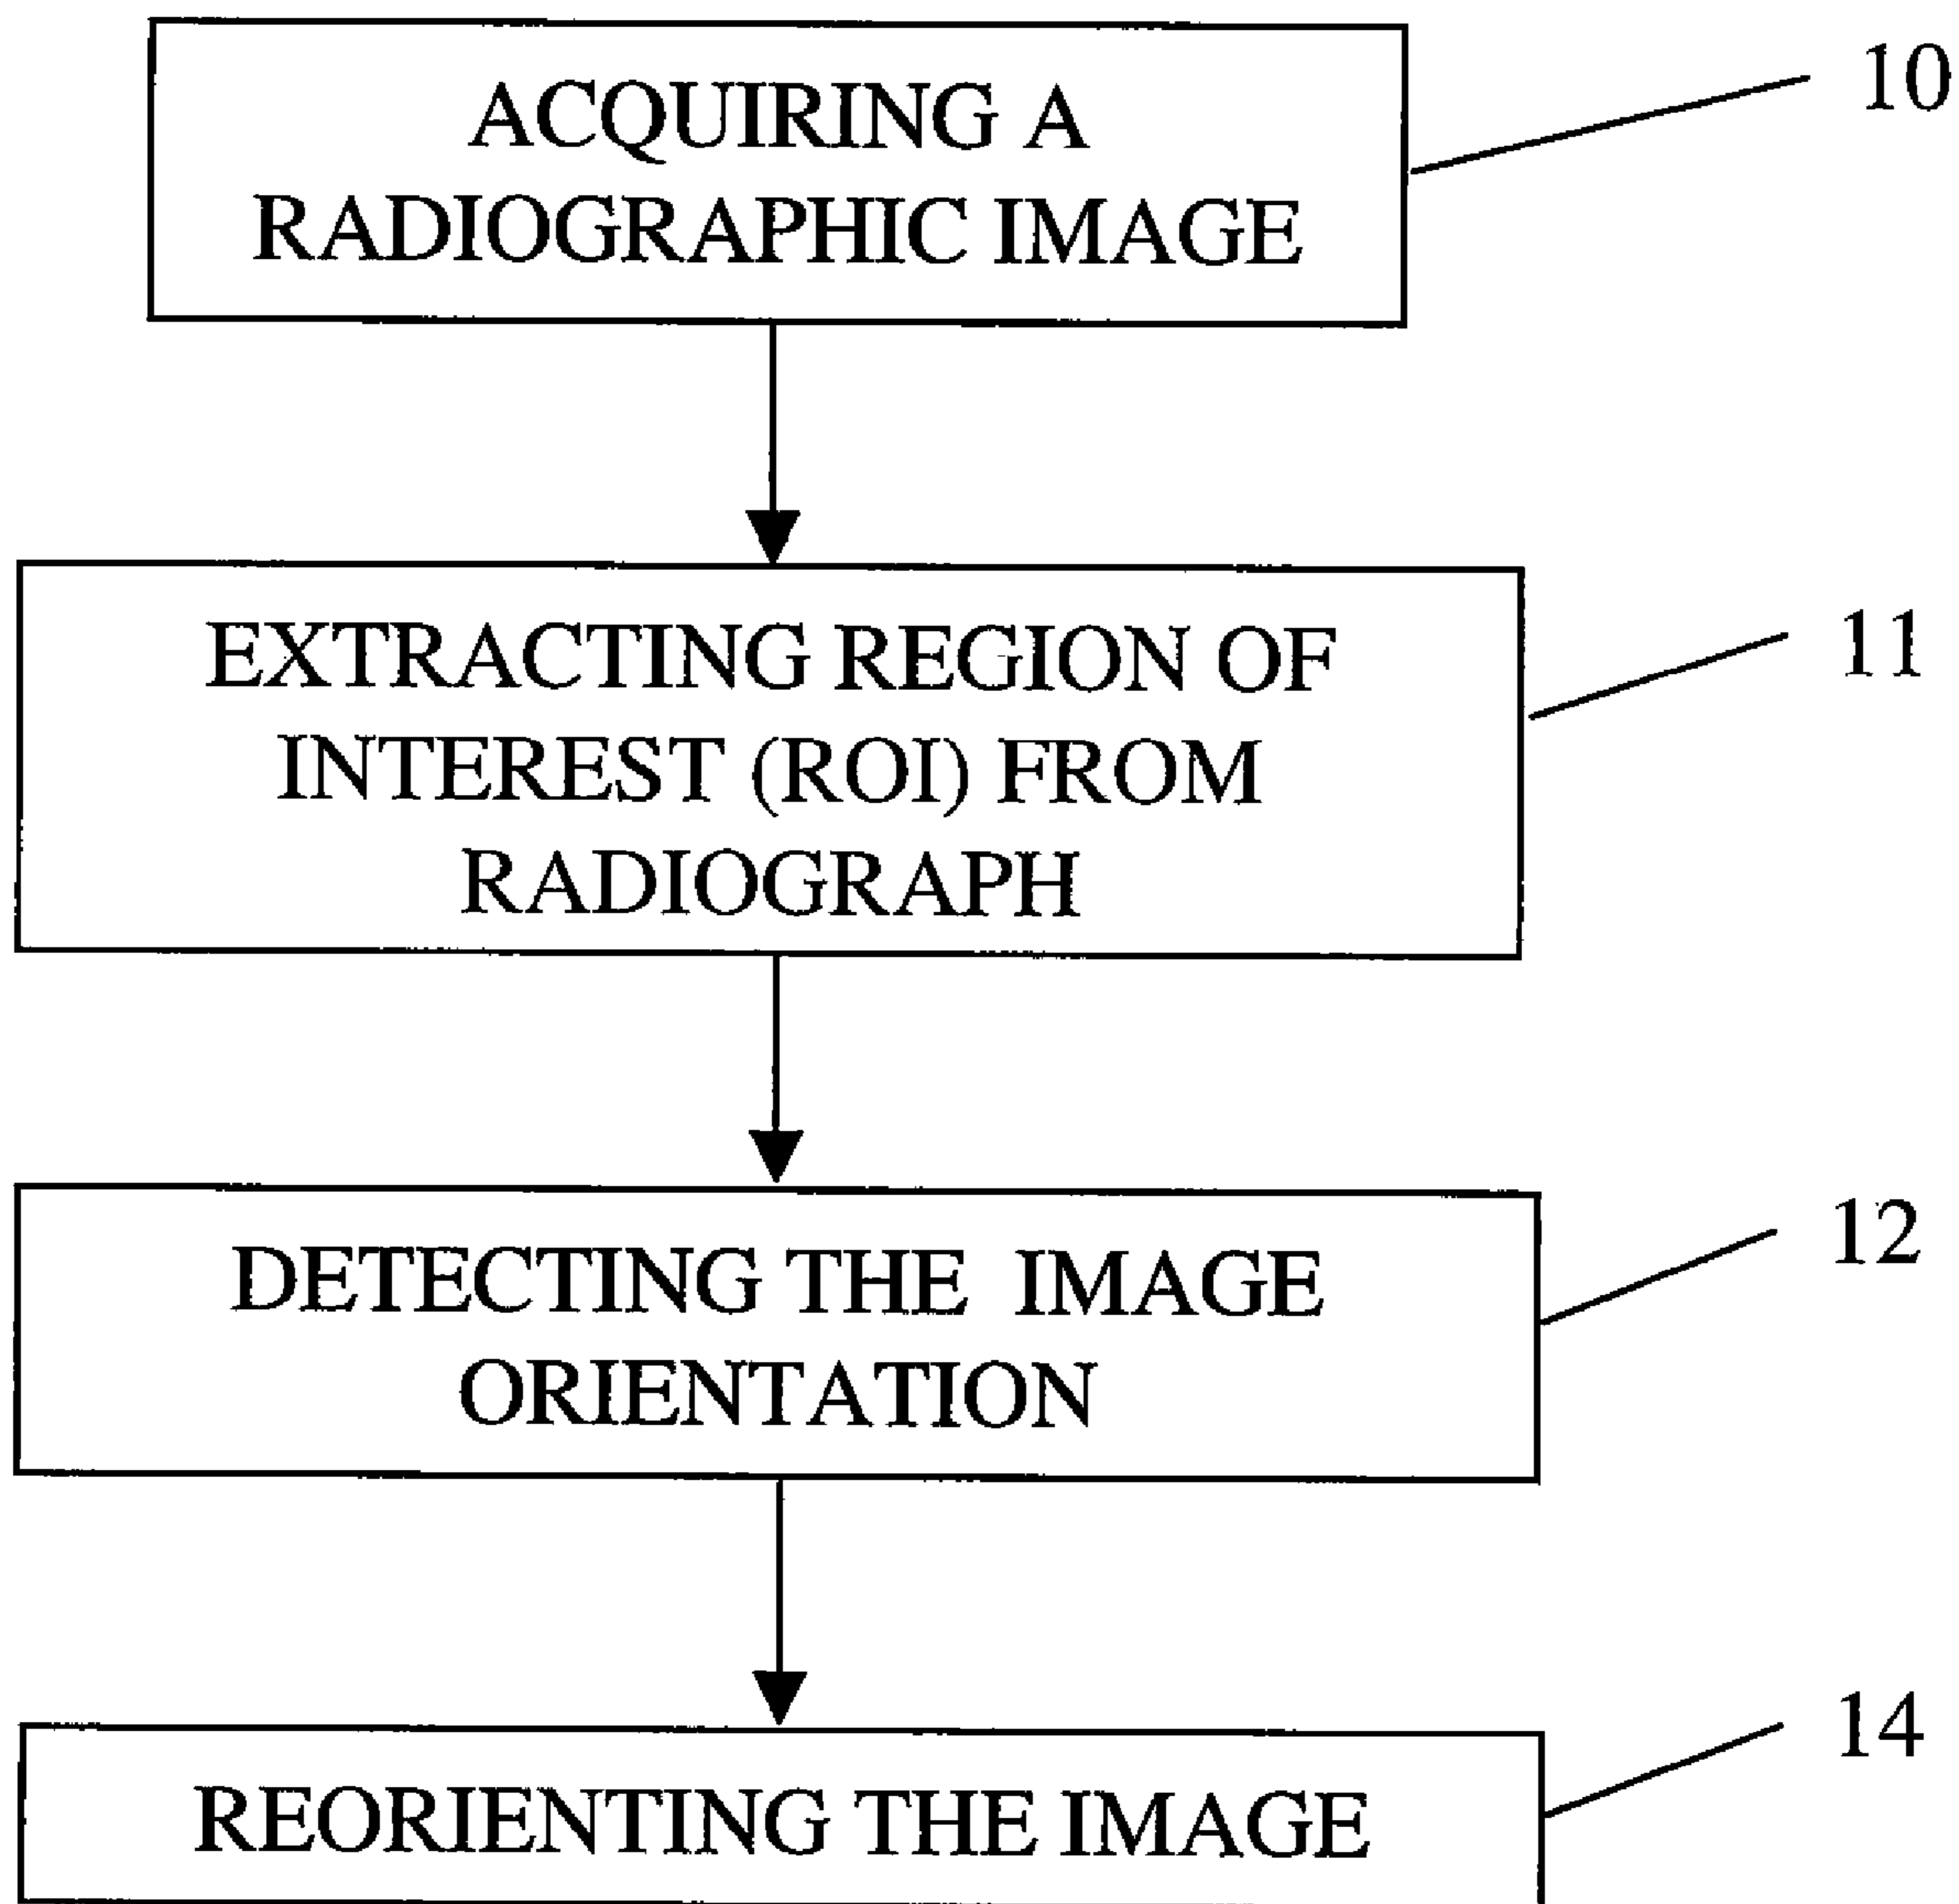 ACQUIRING A
RADIOGRAPHIC IMAGE
10
EXTRACTING REGION OF
INTEREST (ROI) FROM
RADIOGRAPH
11
DETECTING THE IMAGE
ORIENTATION
12
REORIENTING THE IMAGE
14